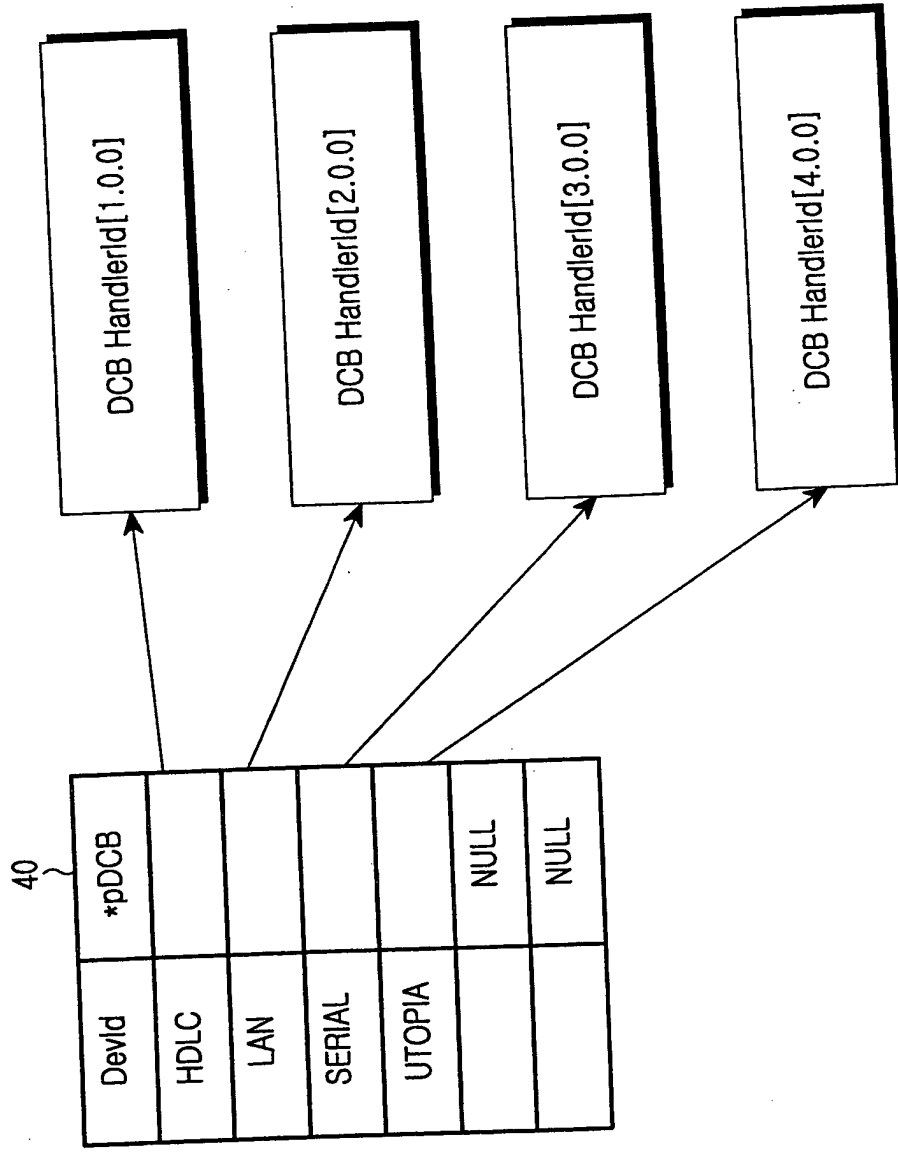 40
DevId *pDCB
HDLC
LAN
SERIAL
UTOPIA
NULL
NULL
DCB HandlerId[1.0.0]
DCB HandlerId[2.0.0]
DCB HandlerId[3.0.0]
DCB HandlerId[4.0.0]